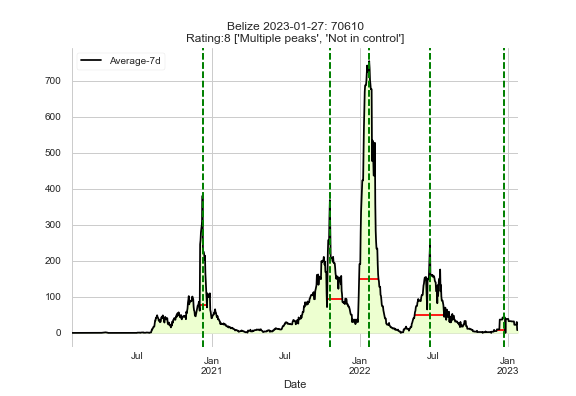 Belize 2023-01-27: 70610
Rating:8 ['Multiple peaks', 'Not in control']
Average-7d
700
600
500
400
300
200
100
0
Jul
Jan
2021
Jul
Jan
2022
Jul
Jan
2023
Date